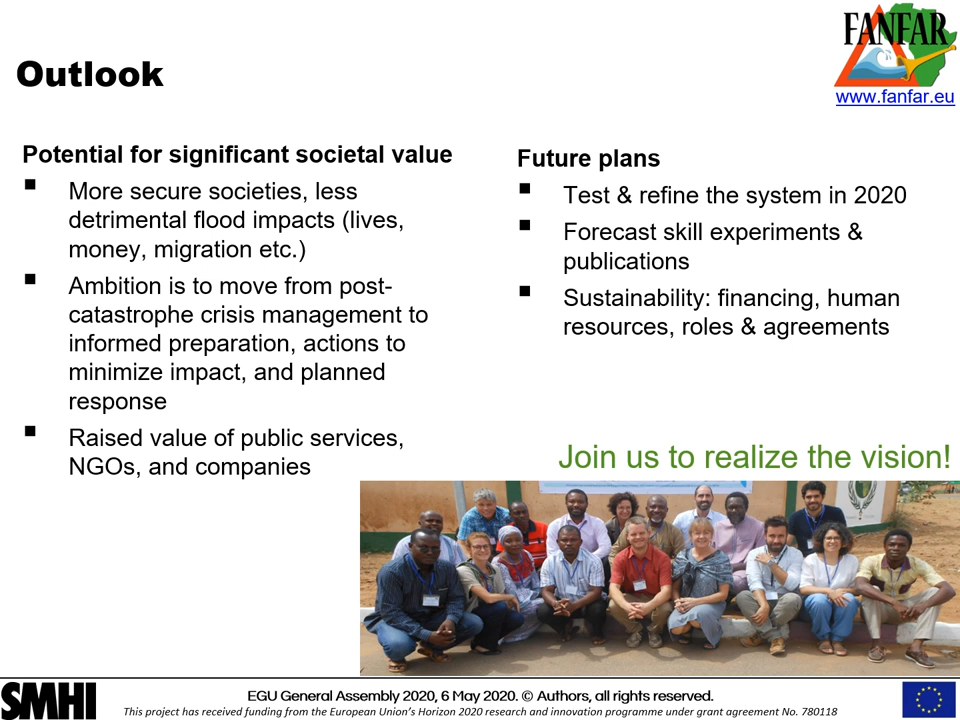 FANFAR
www.fanfar.eu
Outlook
Potential for significant societal value
▪ More secure societies, less
detrimental flood impacts (lives,
money, migration etc.)
▪ Ambition is to move from post-
catastrophe crisis management to
informed preparation, actions to
minimize impact, and planned
response
▪ Raised value of public services,
NGOs, and companies
Future plans
▪ Test & refine the system in 2020
▪ Forecast skill experiments &
publications
▪ Sustainability: financing, human
resources, roles & agreements
Join us to realize the vision!
SMHI
EGU General Assembly 2020, 6 May 2020. © Authors, all rights reserved.
This project has received funding from the European Union's Horizon 2020 research and innovation programme under grant agreement No. 780118